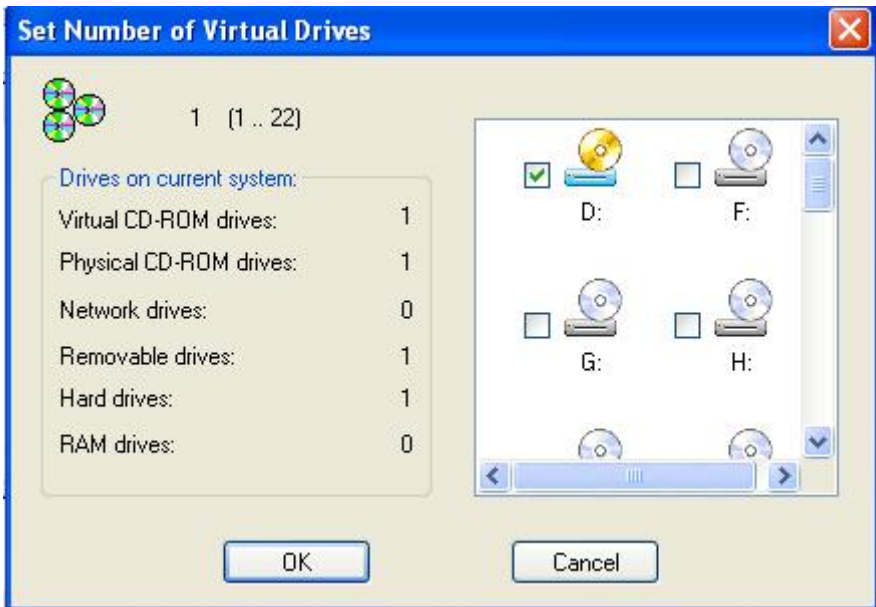 Set Number of Virtual Drives
1 (1 .. 22)
Drives on current system:
Virtual CD-ROM drives: 1
Physical CD-ROM drives: 1
Network drives: 0
Removable drives: 1
Hard drives: 1
RAM drives: 0
D: F:
G: H:
OK Cancel